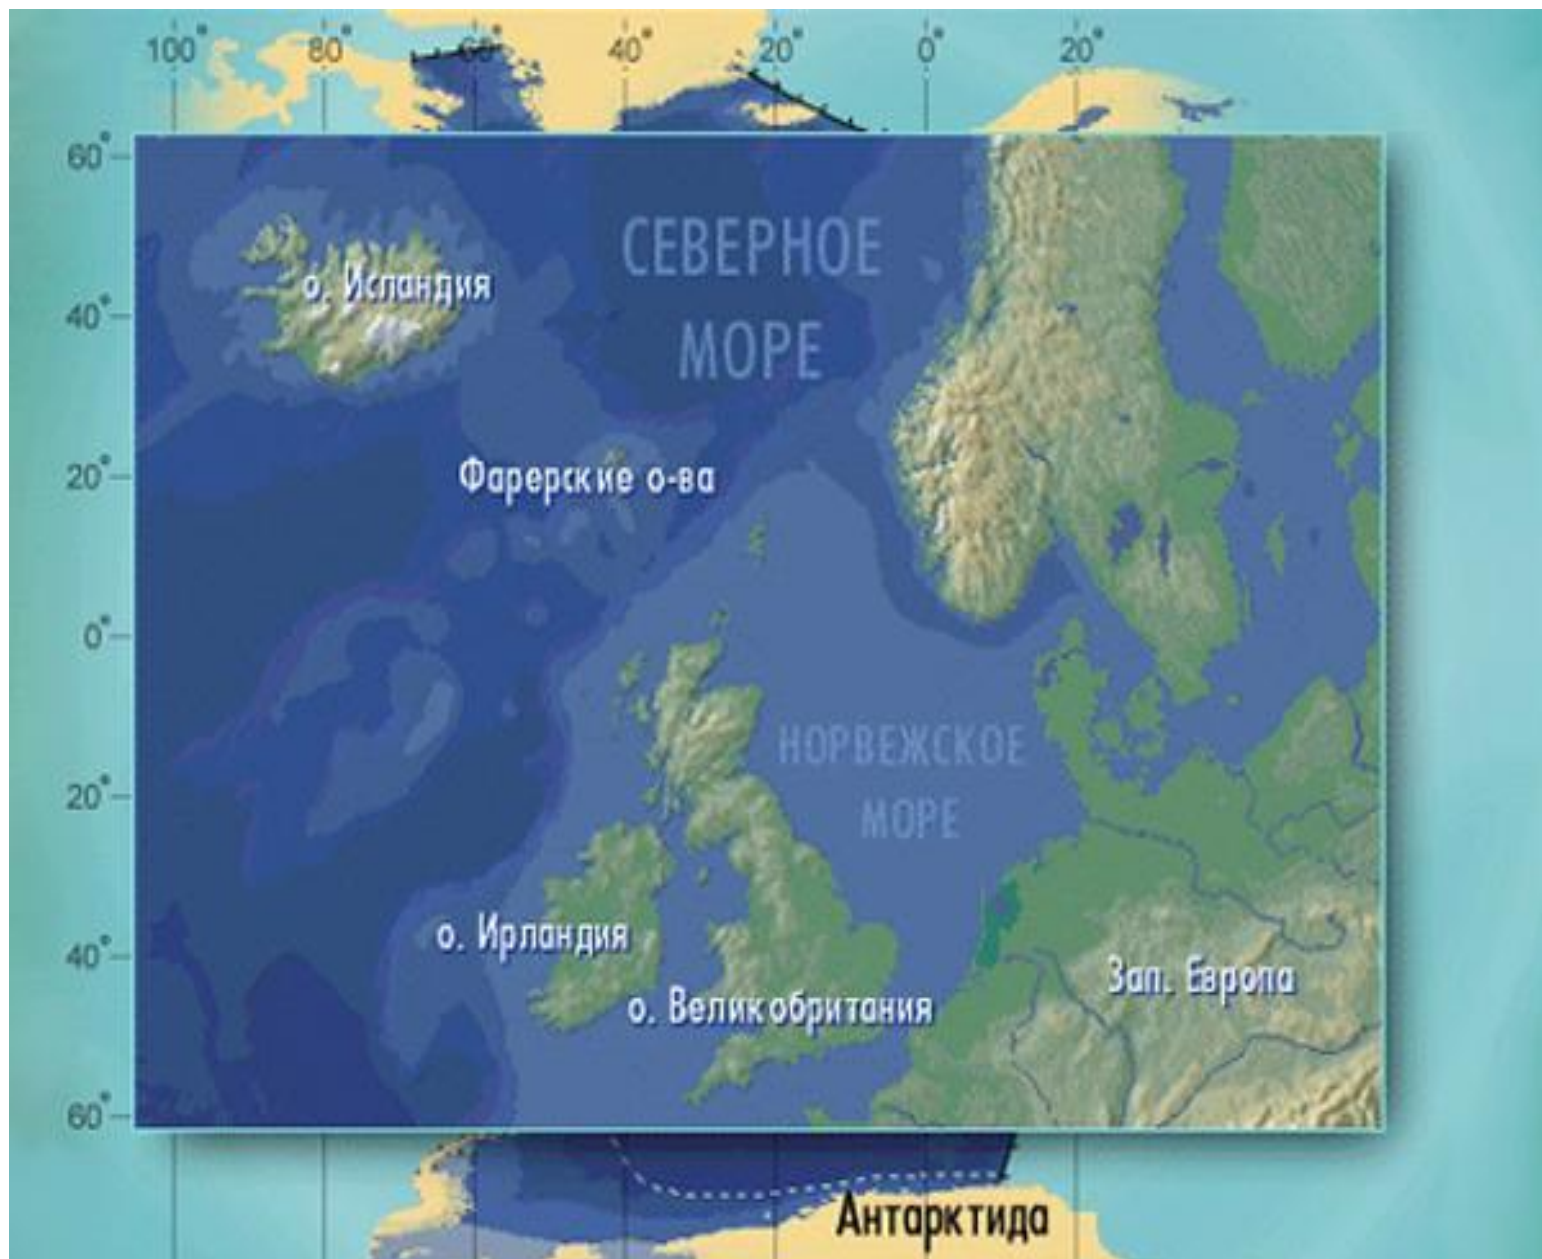 100° 80° 60° 40° 20° 0° 20°
60°
СЕВЕРНОЕ
о. Исландия
40°
МОРЕ
Фарерские о-ва
20°
0°
НОРВЕЖСКОЕ
20°
МОРЕ
о. Ирландия
40°
Зап. Европа
о. Великобритания
60°
Антарктида